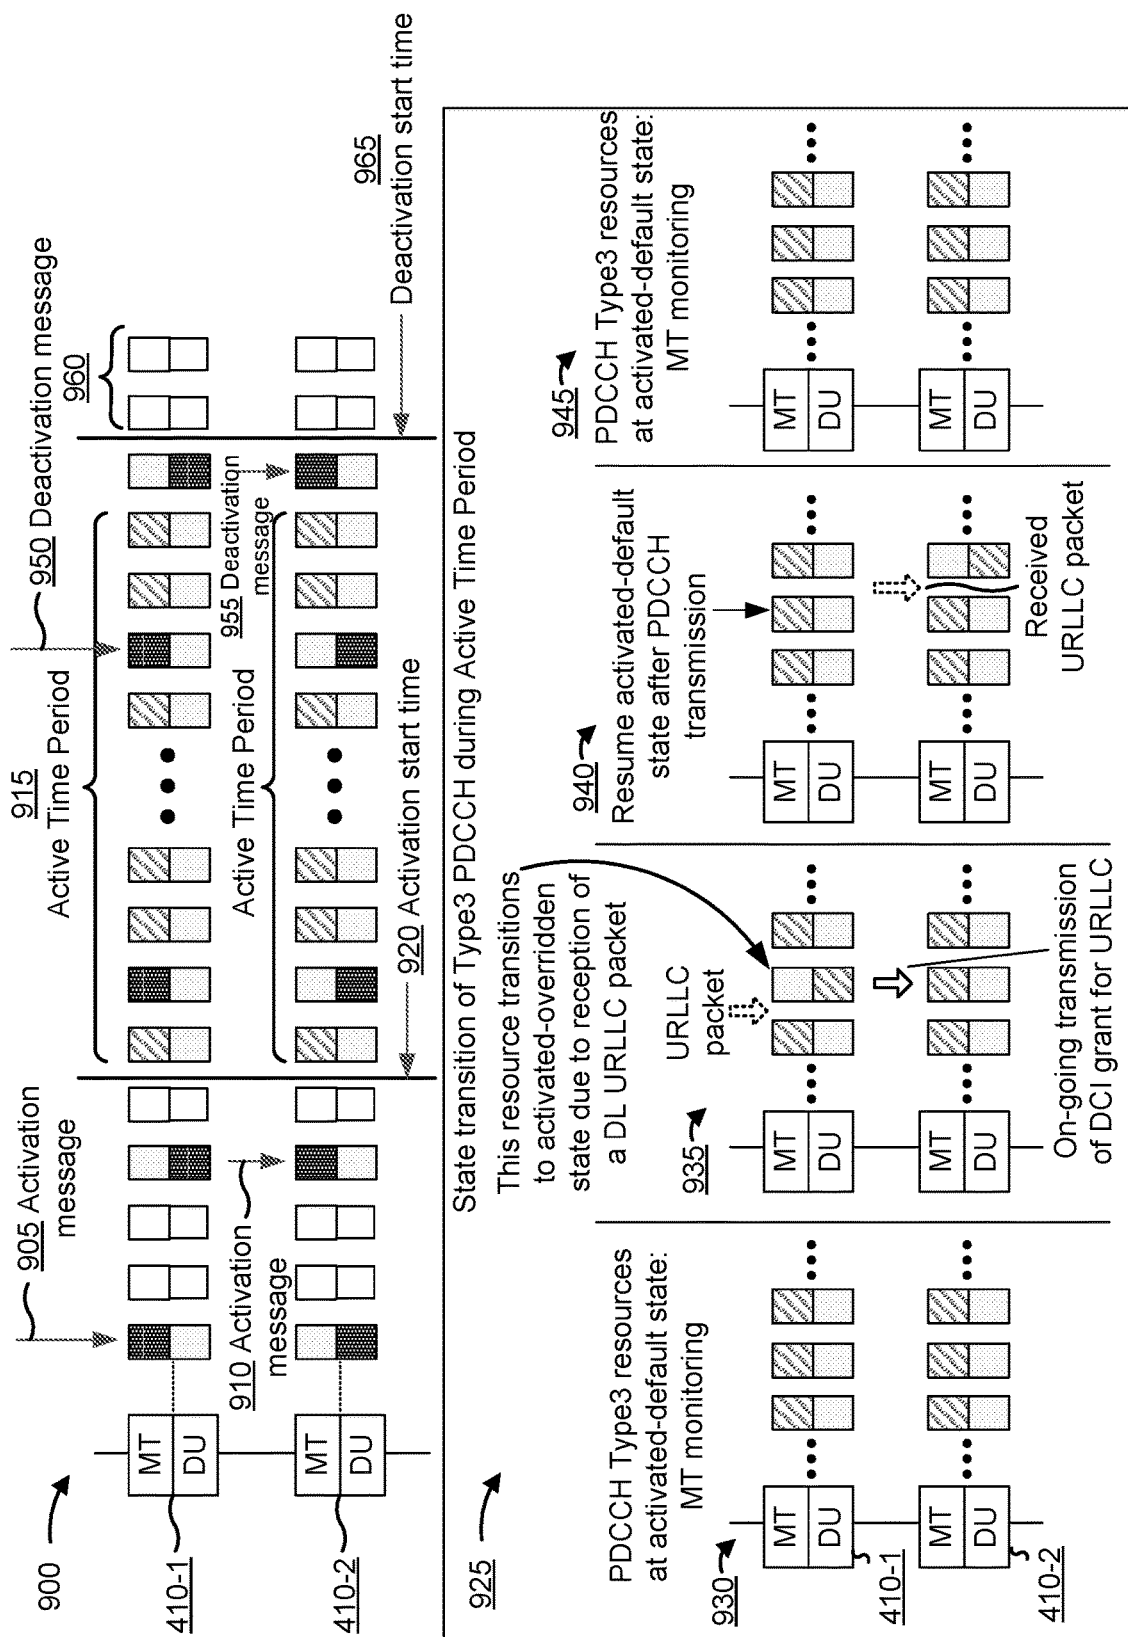 900
905 Activation
message
915
Active Time Period
950 Deactivation message
960
965
Deactivation start time
MT
DU
410-1
910 Activation
message
Active Time Period
955 Deactivation
message
MT
DU
410-2
920 Activation start time
925
State transition of Type3 PDCCH during Active Time Period
930
PDCCH Type3 resources
at activated-default state:
MT monitoring
MT
DU
410-1
MT
DU
410-2
This resource transitions
to activated-overridden
state due to reception of
a DL URLLC packet
935
URLLC
packet
MT
DU
MT
DU
On-going transmission
of DCI grant for URLLC
940
Resume activated-default
state after PDCCH
transmission
MT
DU
MT
DU
Received
URLLC packet
945
PDCCH Type3 resources
at activated-default state:
MT monitoring
MT
DU
MT
DU